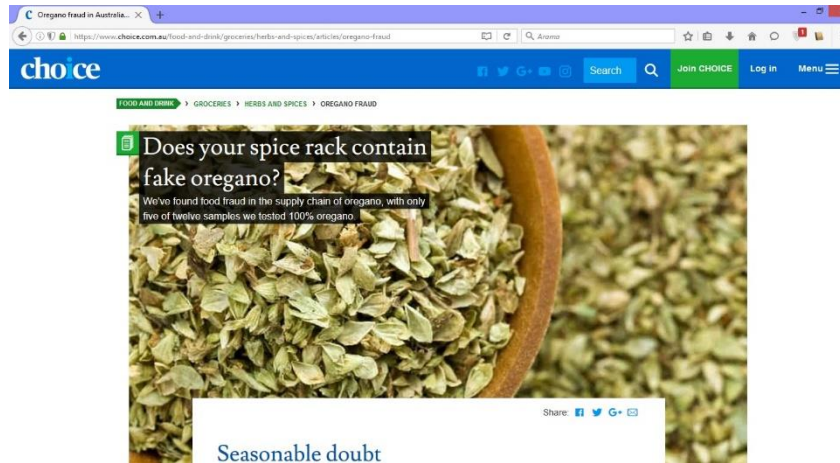 Oregano fraud in Australia...
https://www.choice.com.au/food-and-drink/groceries/herbs-and-spices/articles/oregano-fraud
Arama
choice
Search
Join CHOICE
Log in
Menu
FOOD AND DRINK > GROCERIES > HERBS AND SPICES > OREGANO FRAUD
Does your spice rack contain
fake oregano?
We've found food fraud in the supply chain of oregano, with only
five of twelve samples we tested 100% oregano.
Share:
Seasonable doubt